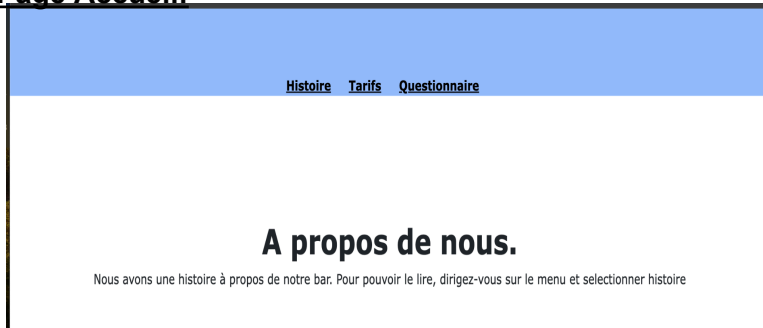 Histoire Tarifs Questionnaire
A propos de nous.
Nous avons une histoire à propos de notre bar. Pour pouvoir le lire, dirigez-vous sur le menu et selectionner histoire